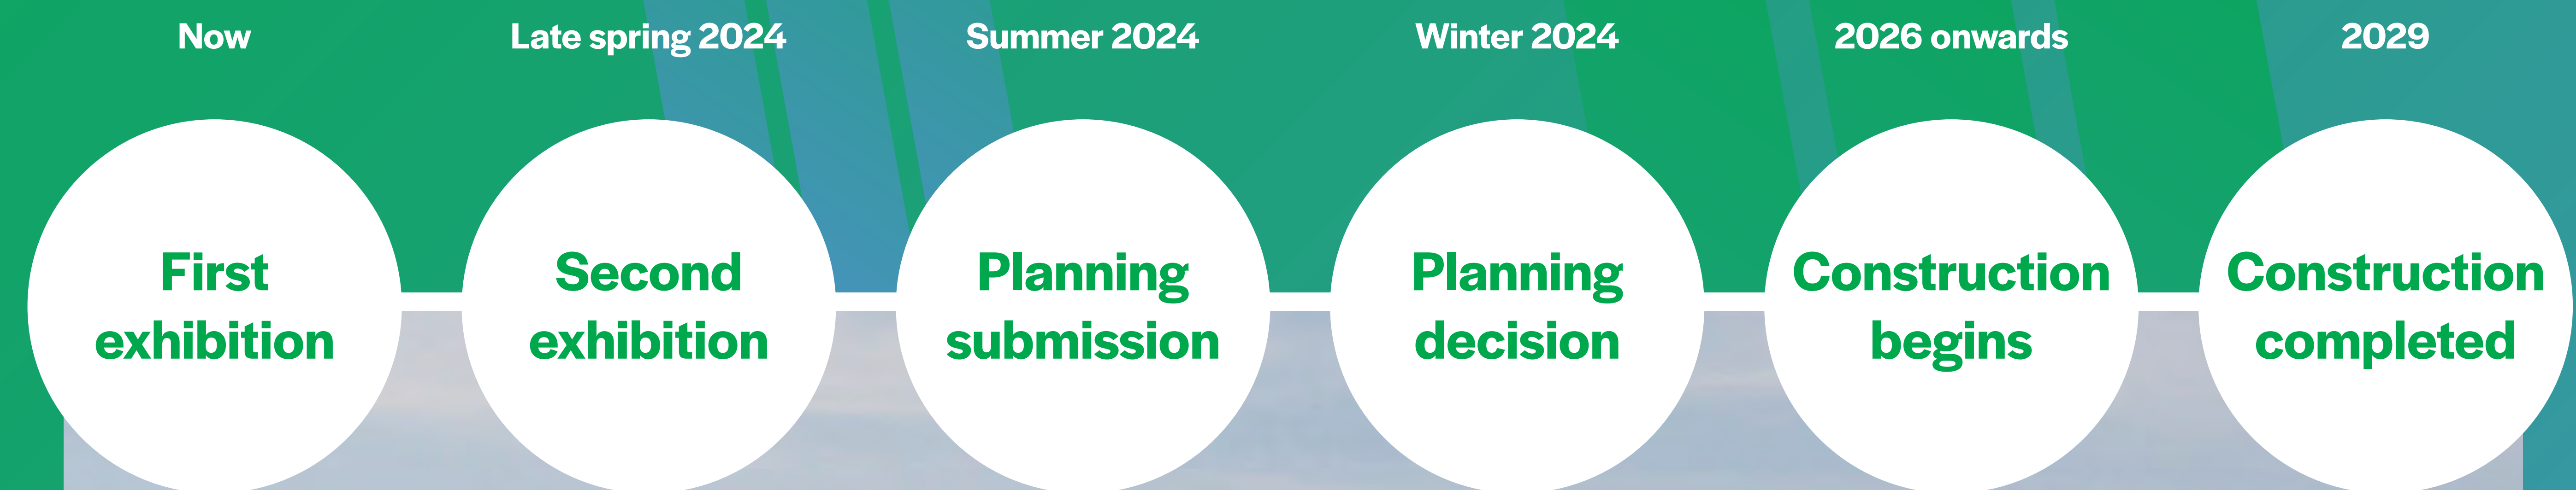 Now
Late spring 2024
Summer 2024
Winter 2024
2026 onwards
2029
First
exhibition
Second
exhibition
Planning
submission
Planning
decision
Construction
begins
Construction
completed